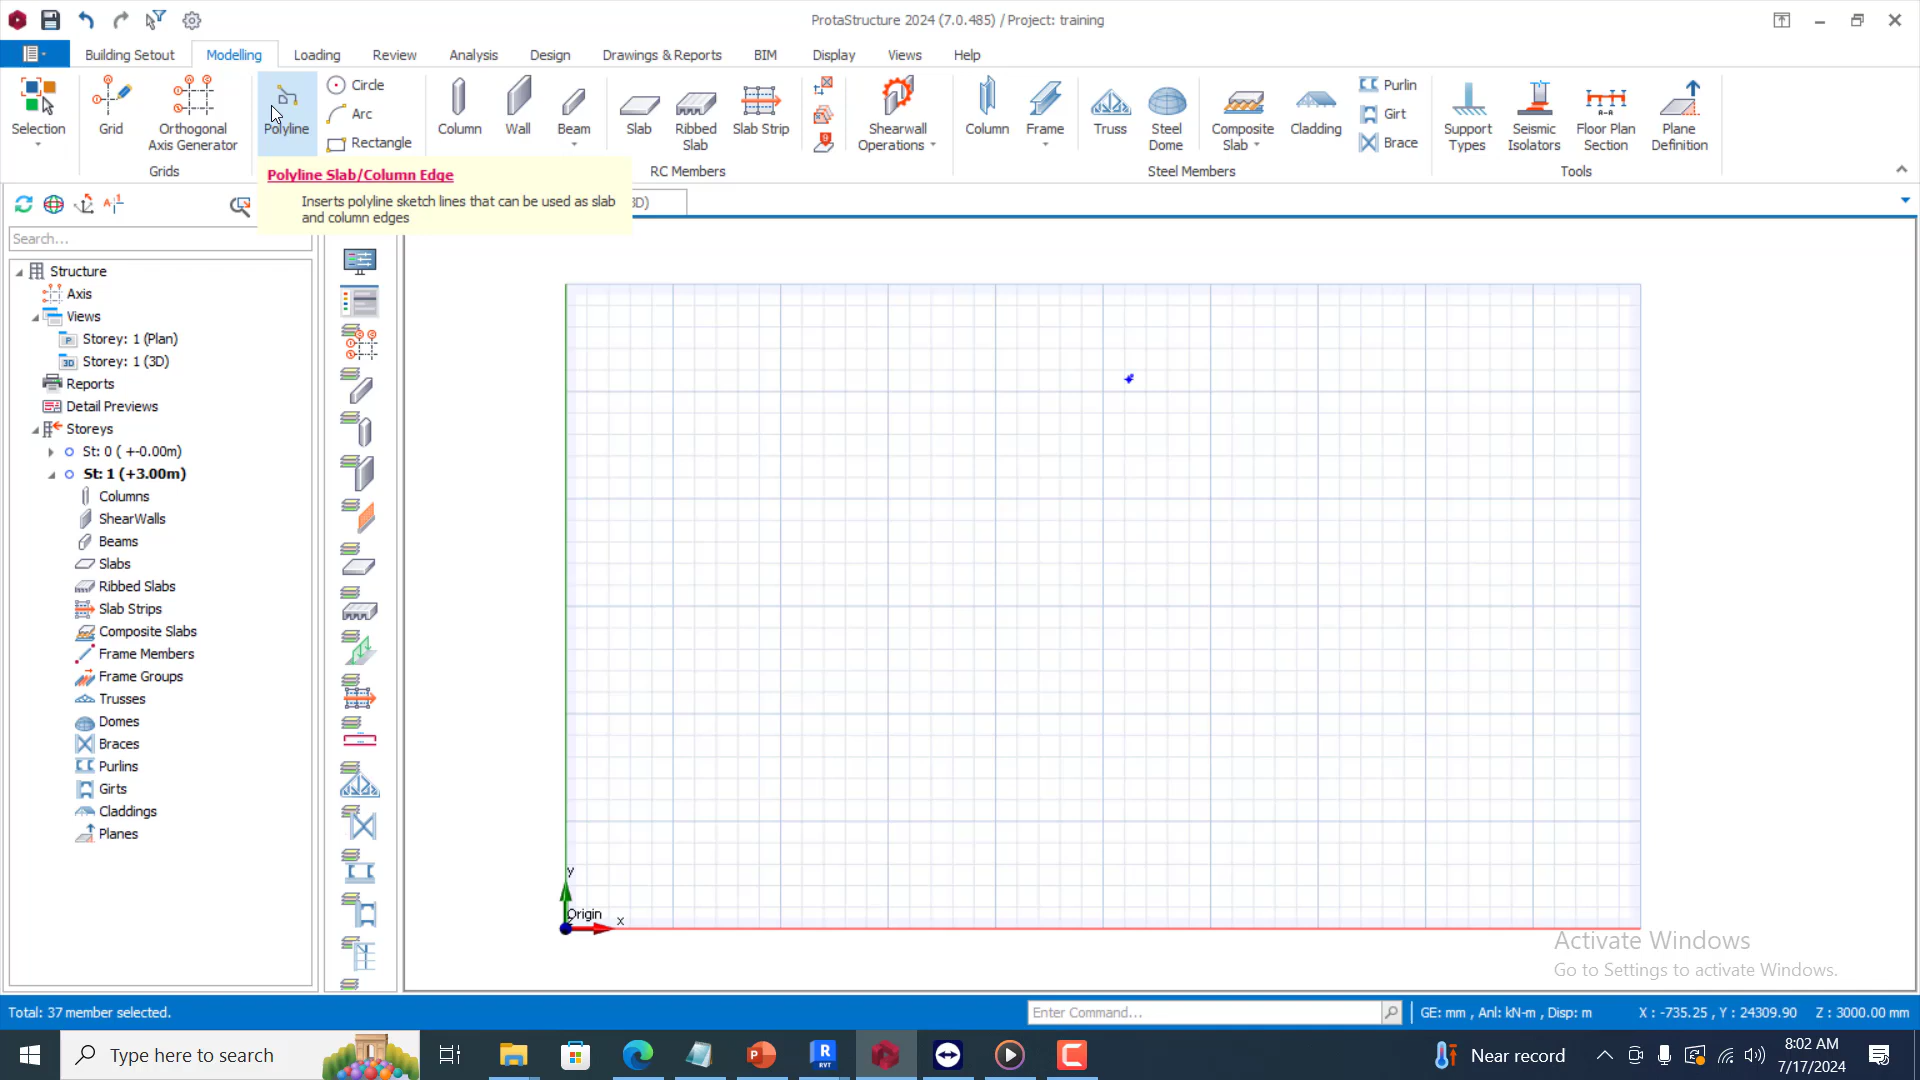 ProtaStructure 2024 (7.0.485) / Project: training
Building Setout
Modelling
Loading
Review
Analysis
Design
Drawings & Reports
BIM
Display
Views
Help
Selection
Grid
Orthogonal
Axis Generator
Grids
Polyline
Circle
Arc
Rectangle
Column
Wall
Beam
Slab
Ribbed
Slab
Slab Strip
Shearwall
Operations
RC Members
Column
Frame
Truss
Steel
Dome
Composite
Slab
Cladding
Purlin
Girt
Brace
Steel Members
Support
Types
Seismic
Isolators
Floor Plan
Section
Plane
Definition
Tools
Polyline Slab/Column Edge
Inserts polyline sketch lines that can be used as slab
and column edges
Search...
Structure
Axis
Views
Storey: 1 (Plan)
Storey: 1 (3D)
Reports
Detail Previews
Storeys
St: 0 ( +-0.00m)
St: 1 (+3.00m)
Columns
ShearWalls
Beams
Slabs
Ribbed Slabs
Slab Strips
Composite Slabs
Frame Members
Frame Groups
Trusses
Domes
Braces
Purlins
Girts
Claddings
Planes
y
Origin
x
Activate Windows
Go to Settings to activate Windows.
Total: 37 member selected.
Enter Command...
GE: mm , Anl: kN-m , Disp: m
X : -735.25 , Y : 24309.90
Z : 3000.00 mm
Type here to search
Near record
8:02 AM
7/17/2024